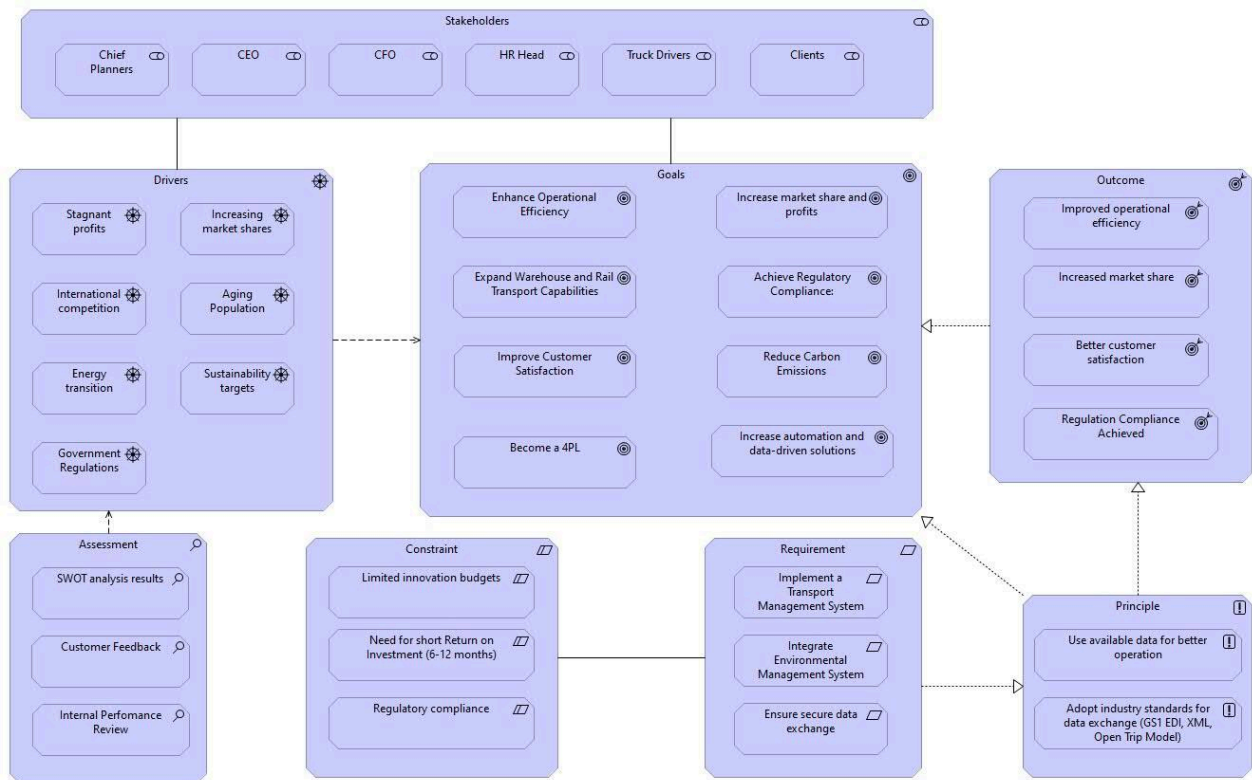 Stakeholders
Chief
Planners
CEO
CFO
HR Head
Truck Drivers
Clients
Drivers
Stagnant
profits
Increasing
market shares
International
competition
Aging
Population
Energy
transition
Sustainability
targets
Government
Regulations
Goals
Enhance Operational
Efficiency
Increase market share and
profits
Expand Warehouse and Rail
Transport Capabilities
Achieve Regulatory
Compliance:
Improve Customer
Satisfaction
Reduce Carbon
Emissions
Become a 4PL
Increase automation and
data-driven solutions
Outcome
Improved operational
efficiency
Increased market share
Better customer
satisfaction
Regulation Compliance
Achieved
Assessment
SWOT analysis results
Customer Feedback
Internal Perfomance
Review
Constraint
Limited innovation budgets
Need for short Return on
Investment (6-12 months)
Regulatory compliance
Requirement
Implement a
Transport
Management System
Integrate
Environmental
Management System
Ensure secure data
exchange
Principle
Use available data for better
operation
Adopt industry standards for
data exchange (GS1 EDI, XML,
Open Trip Model)